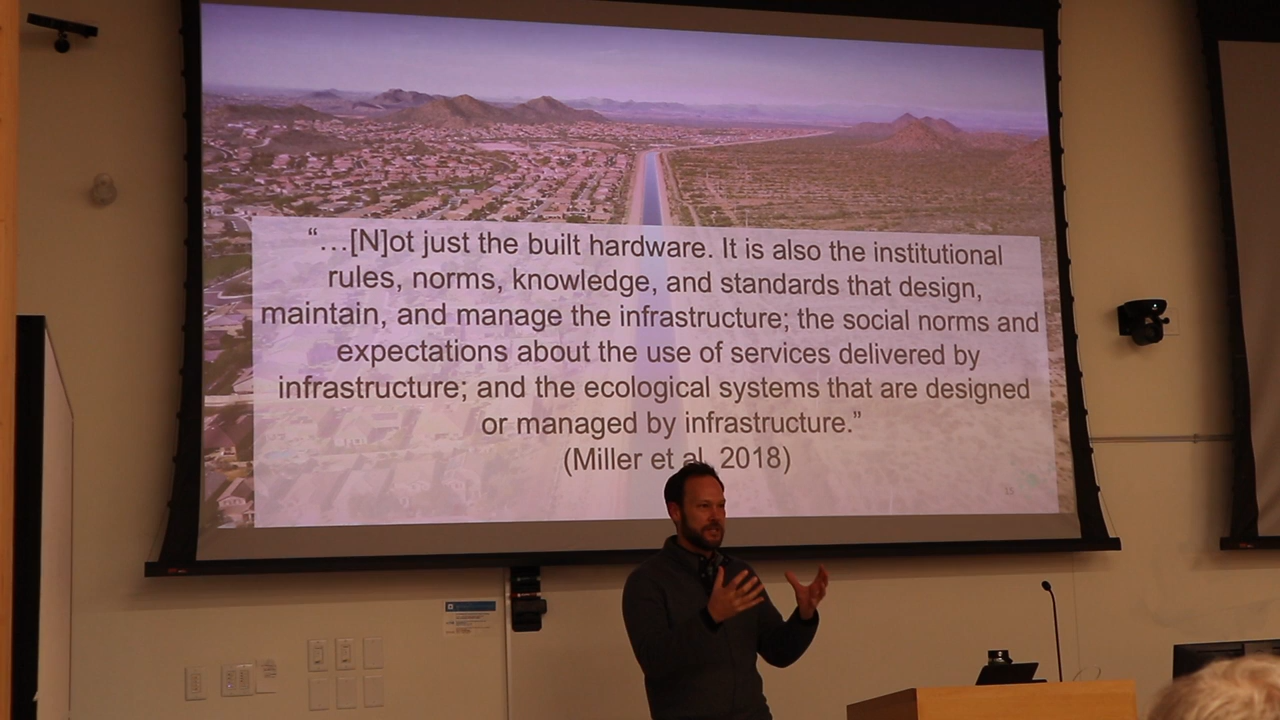 “…[N]ot just the built hardware. It is also the institutional
rules, norms, knowledge, and standards that design,
maintain, and manage the infrastructure; the social norms and
expectations about the use of services delivered by
infrastructure; and the ecological systems that are designed
or managed by infrastructure.”
(Miller et al. 2018)